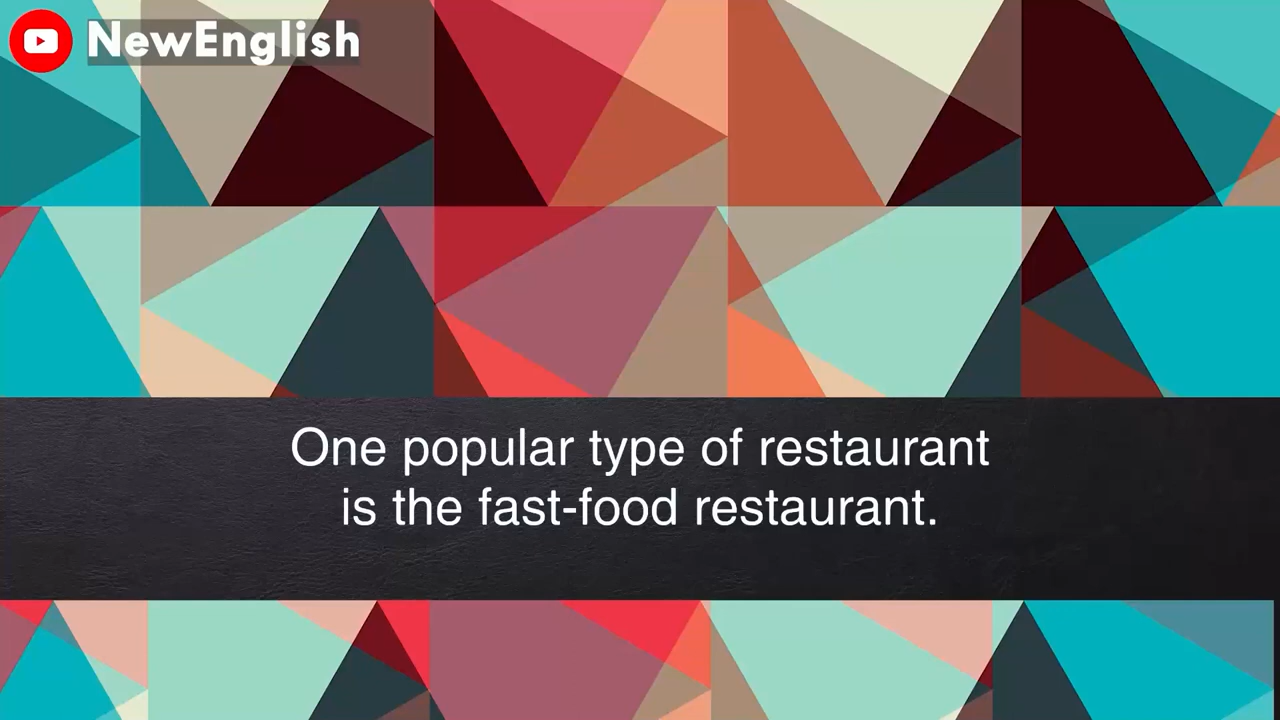 NewEnglish
One popular type of restaurant
is the fast-food restaurant.